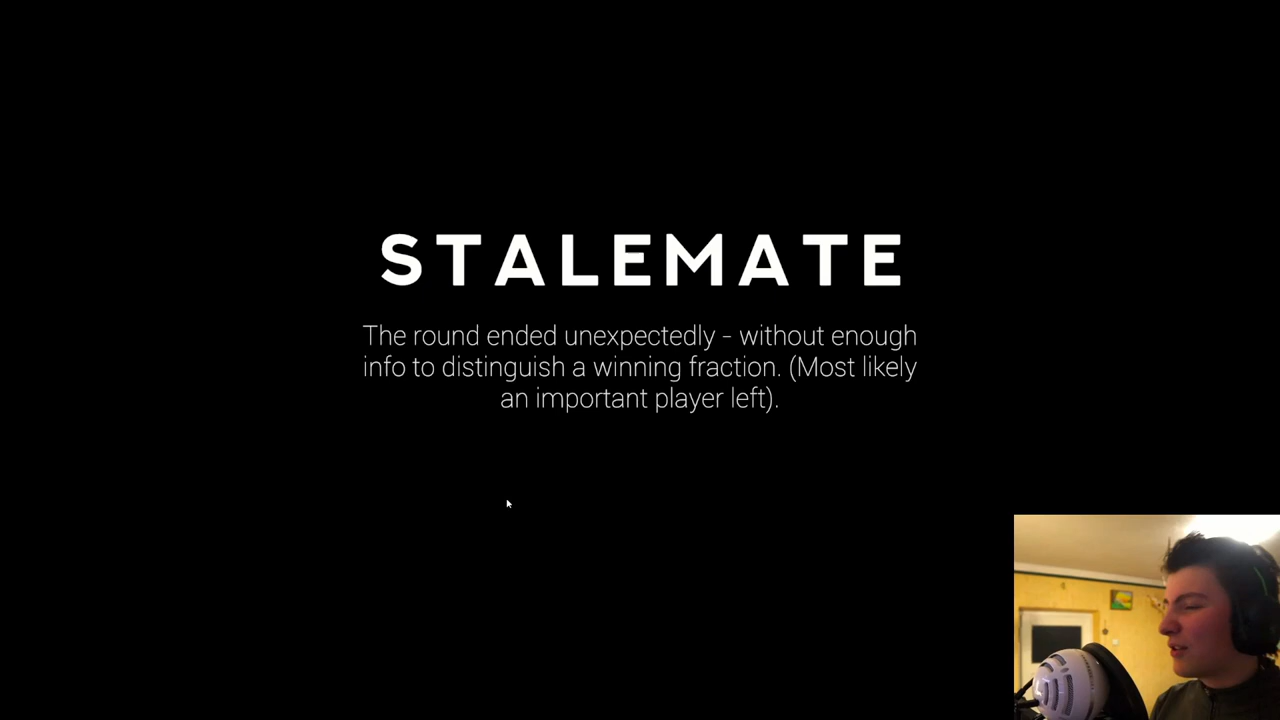 STALEMATE
The round ended unexpectedly - without enough
info to distinguish a winning fraction. (Most likely
an important player left).